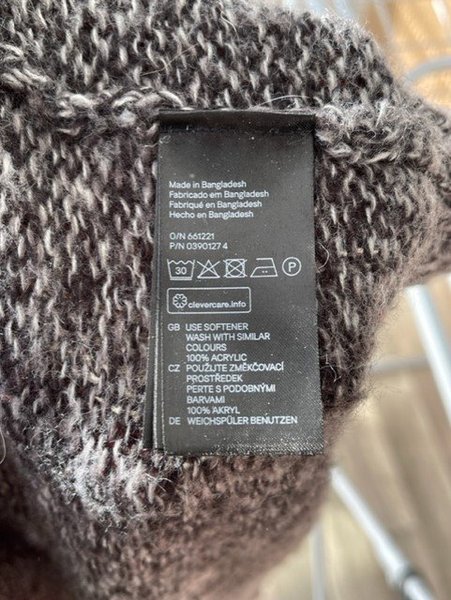 Made in Bangladesh
Fabricado em Bangladesh
Fabriqué en Bangladesh
Hecho en Bangladesh
O/N 661221
P/N 0390127 4
30 P
clevercare.info
GB USE SOFTENER
WASH WITH SIMILAR
COLOURS
100% ACRYLIC
CZ POUŽIJTE ZMĚKČOVACÍ
PROSTŘEDEK
PERTE S PODOBNÝMI
BARVAMI
100% AKRYL
DE WEICHSPÜLER BENUTZEN